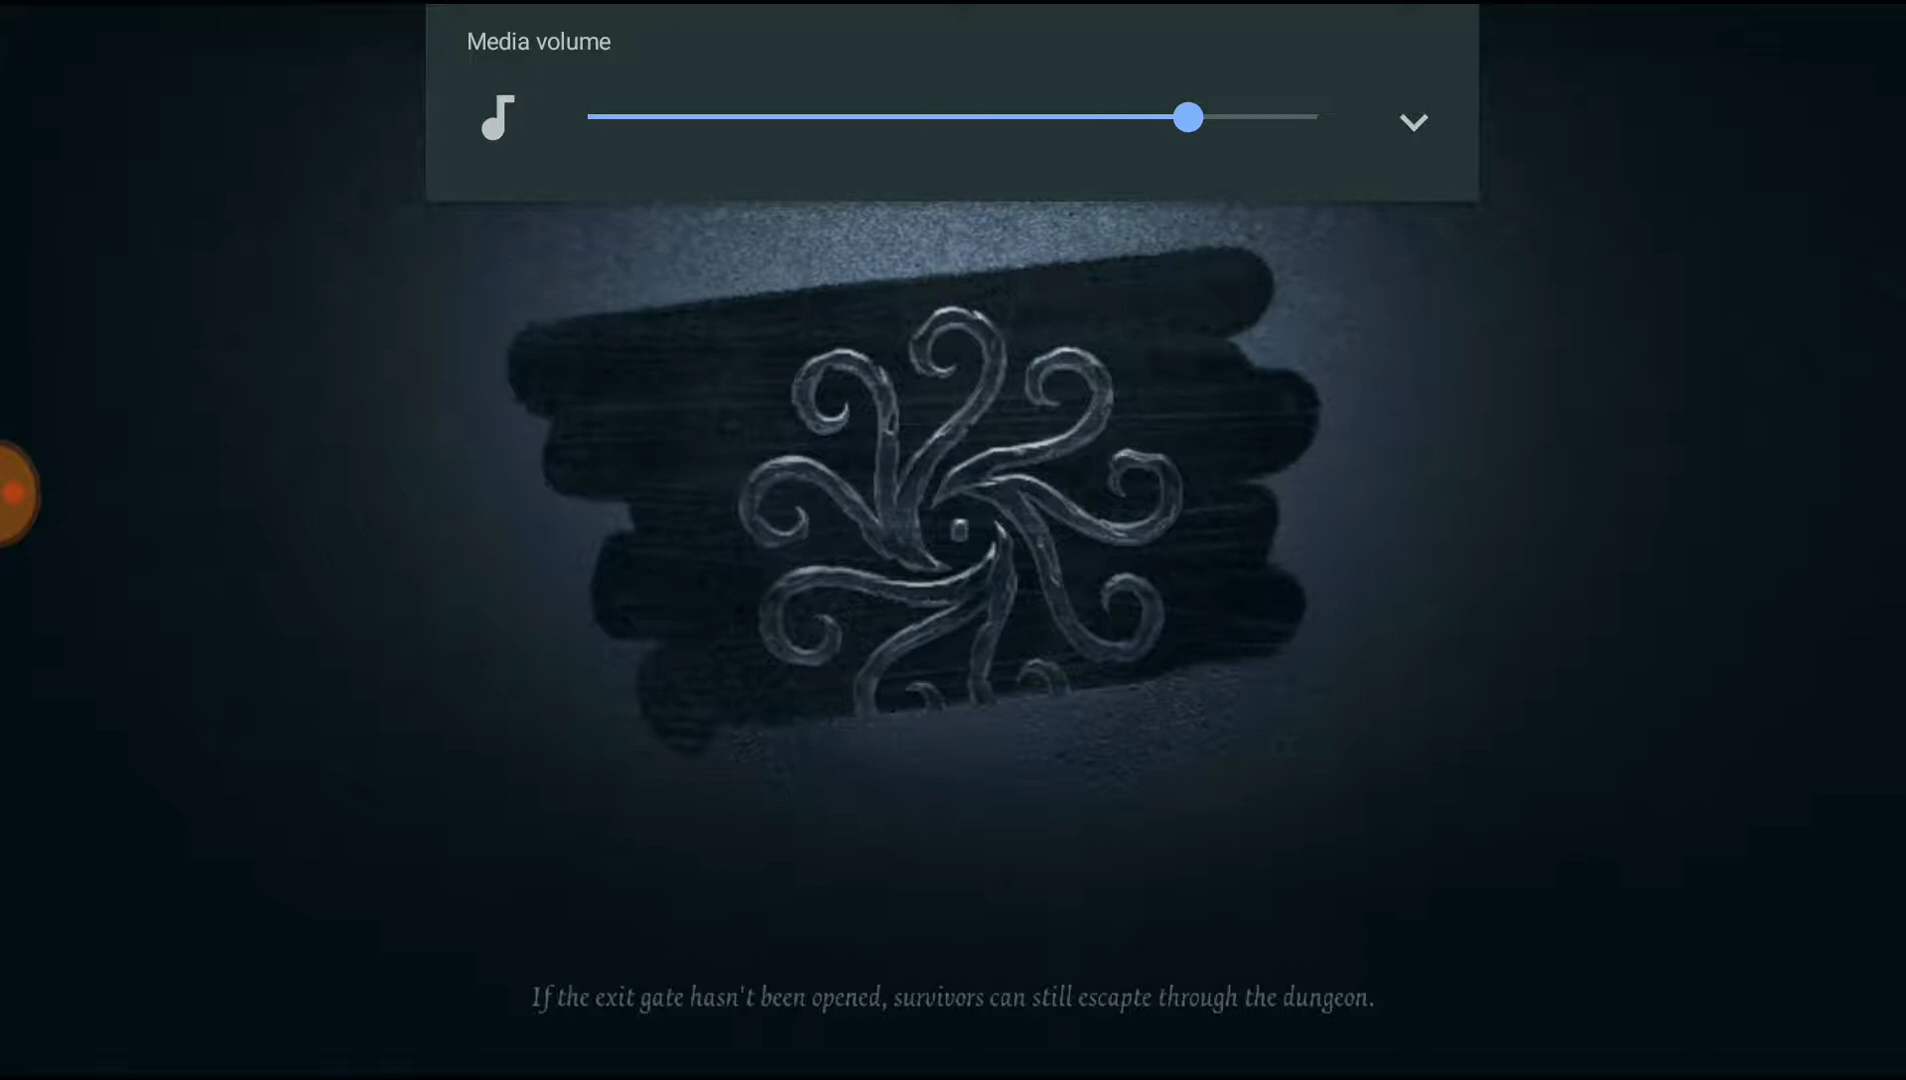 Media volume
If the exit gate hasn't been opened, survivors can still escapte through the dungeon.